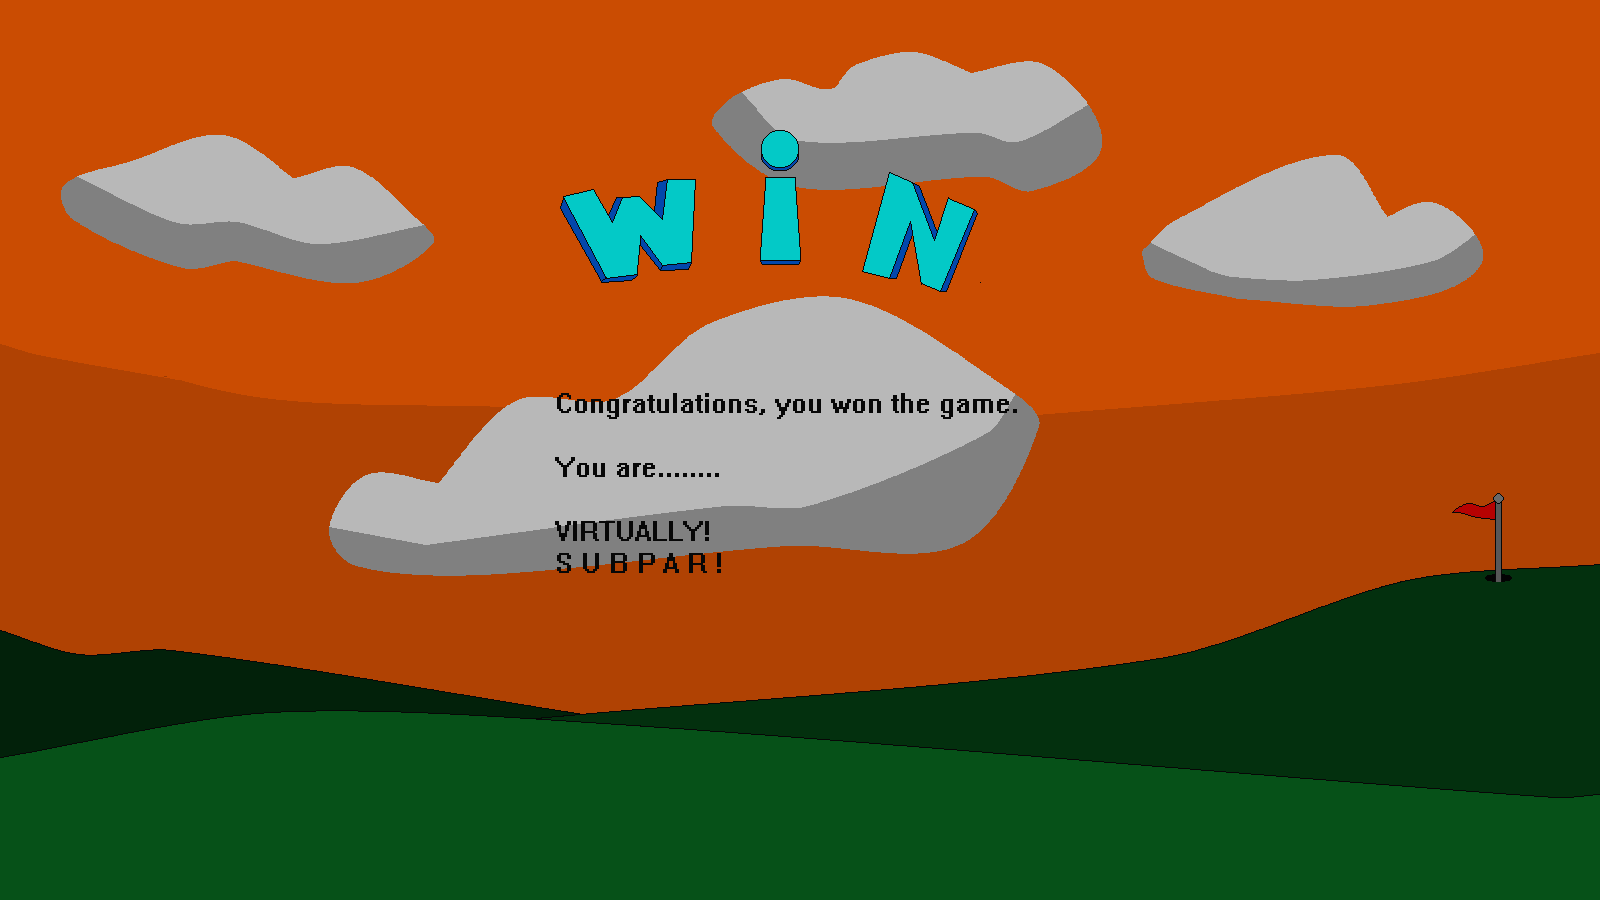 WiN
Congratulations, you won the game.
You are........
VIRTUALLY!
S U B P A R !